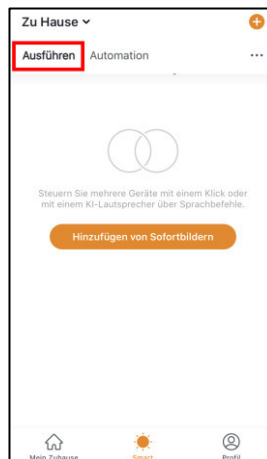 Zu Hause
Ausführen Automation
Steuern Sie mehrere Geräte mit einem Klick oder
mit einem KI-Lautsprecher über Sprachbefehle.
Hinzufügen von Sofortbildern
Mein Zuhause Smart Profil